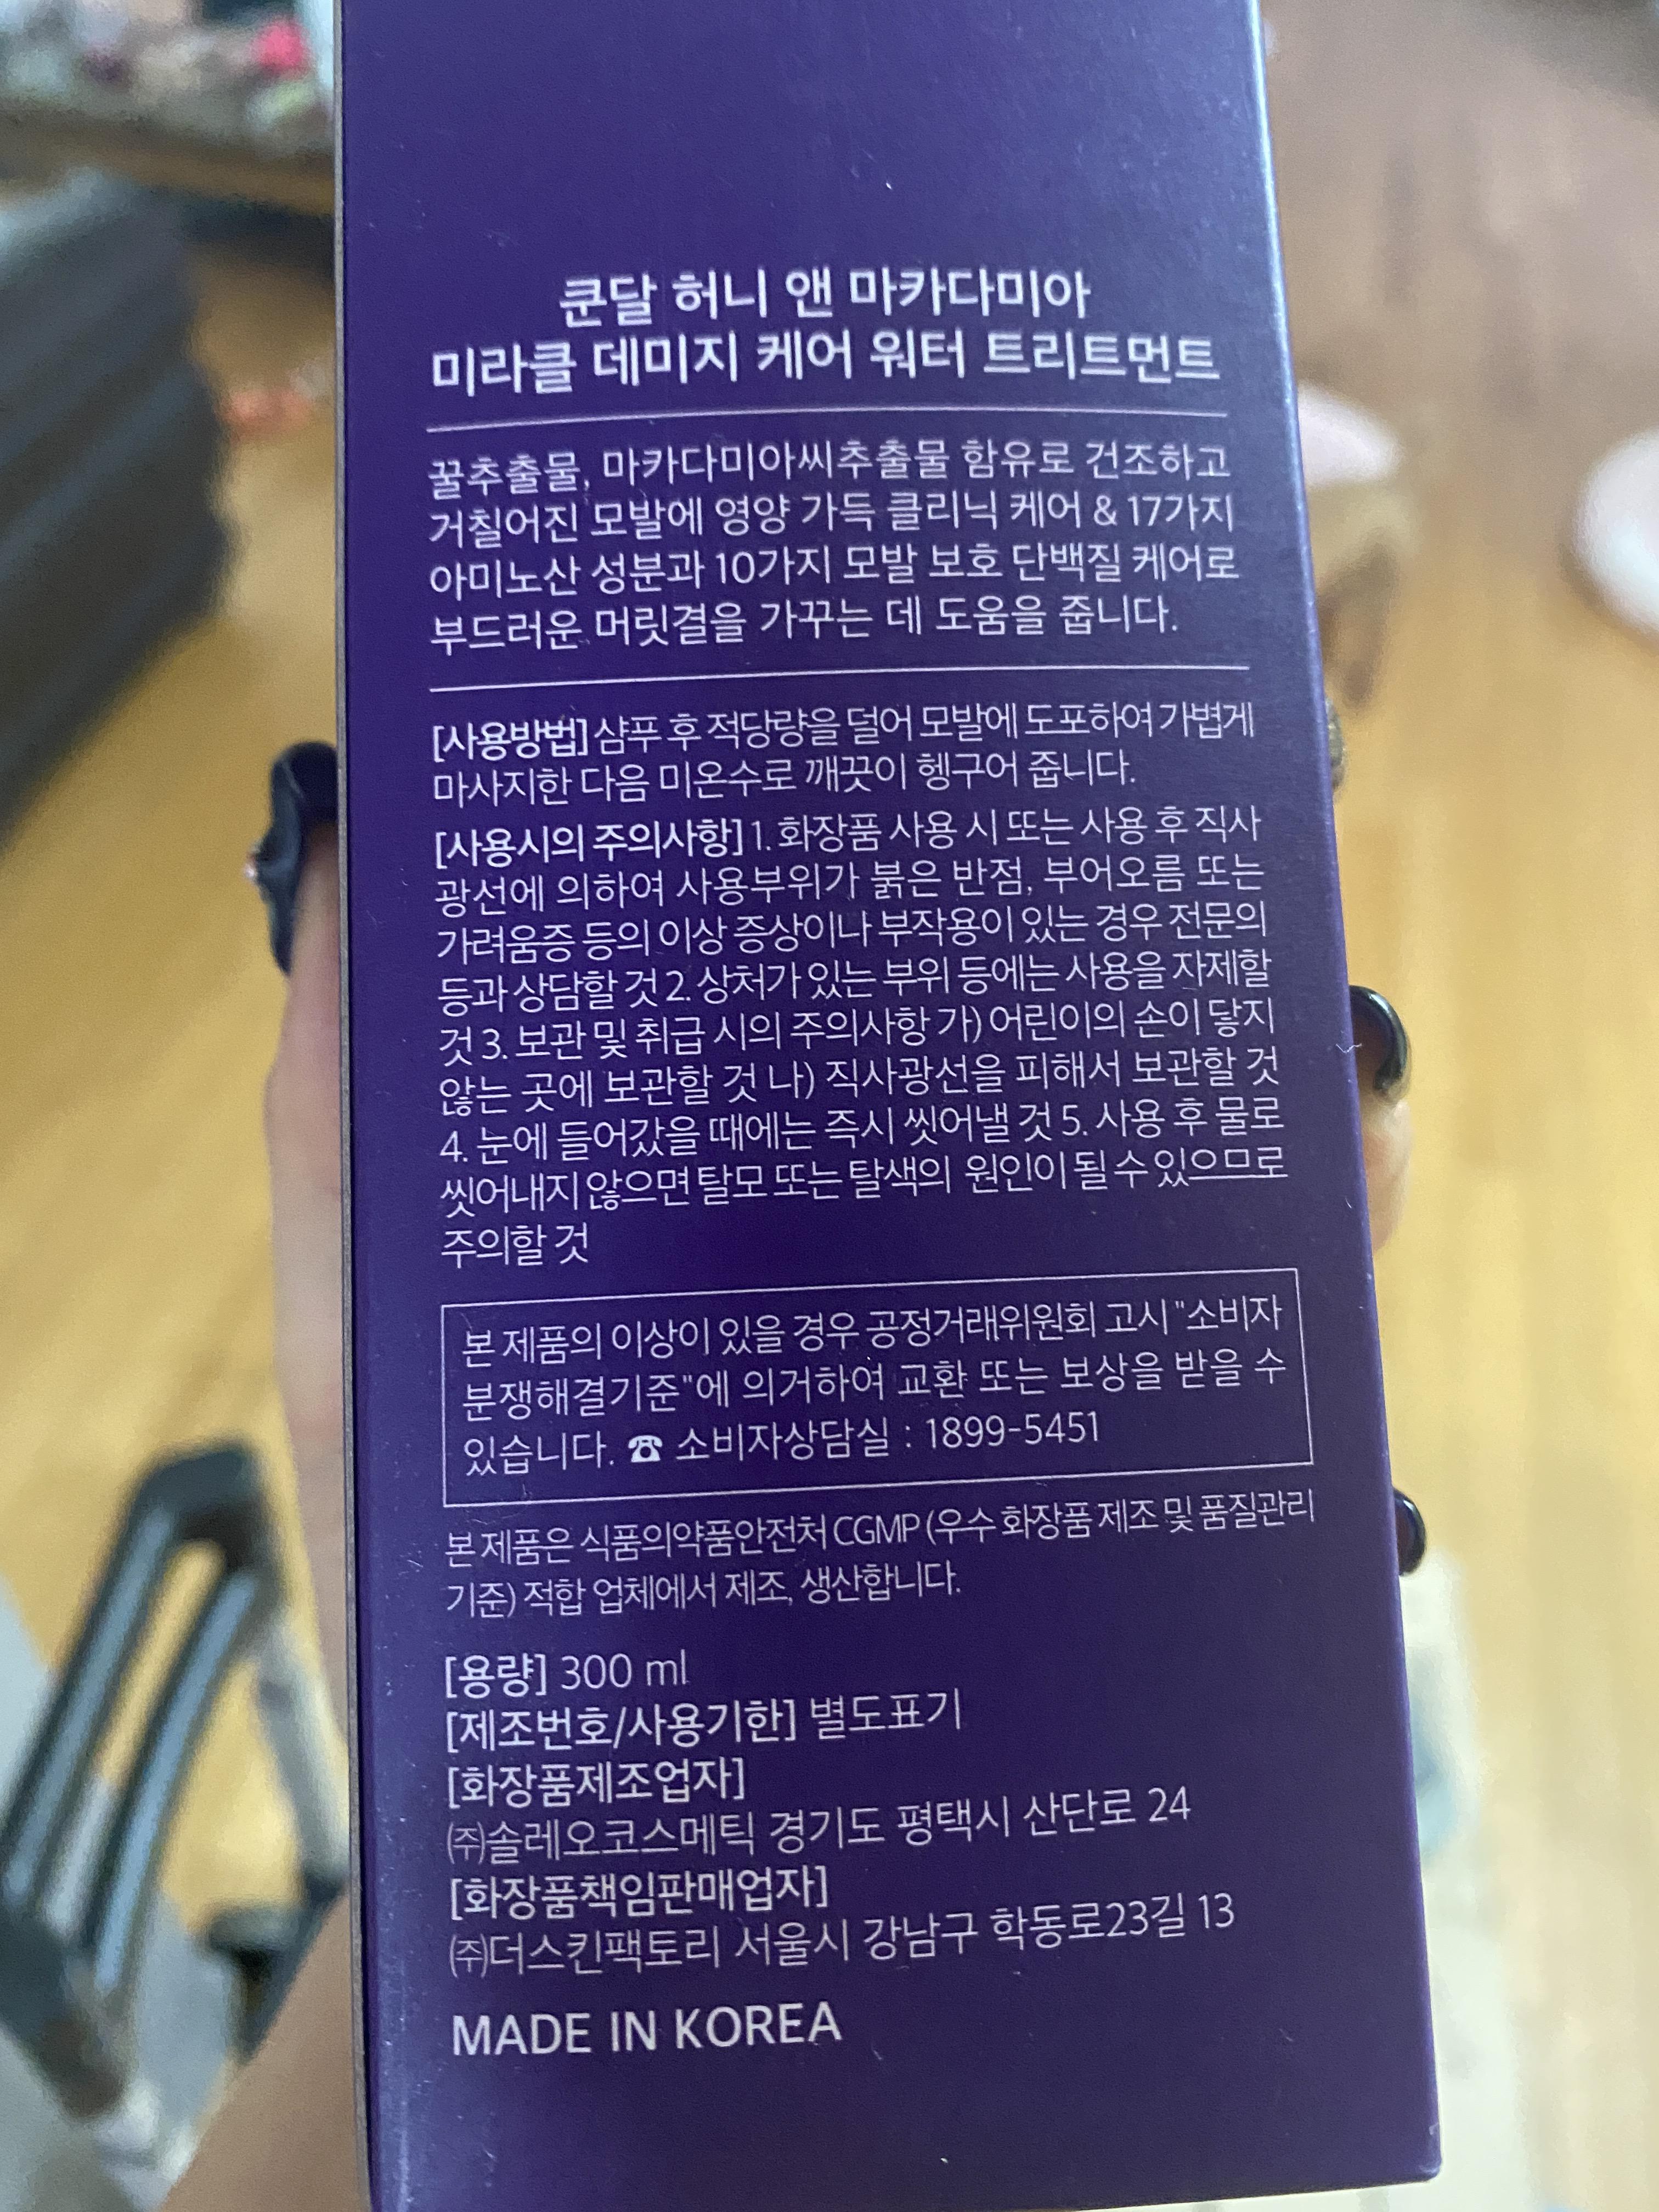 쿤달 허니 앤 마카다미아
미라클 데미지 케어 워터 트리트먼트
꿀추출물, 마카다미아씨추출물 함유로 건조하고
거칠어진 모발에 영양 가득 클리닉 케어 & 17가지
아미노산 성분과 10가지 모발 보호 단백질 케어로
부드러운 머릿결을 가꾸는 데 도움을 줍니다.
[사용방법] 샴푸 후 적당량을 덜어 모발에 도포하여 가볍게
마사지한 다음 미온수로 깨끗이 헹구어 줍니다.
[사용시의 주의사항] 1. 화장품 사용 시 또는 사용 후 직사
광선에 의하여 사용부위가 붉은 반점, 부어오름 또는
가려움증 등의 이상 증상이나 부작용이 있는 경우 전문의
등과 상담할 것 2. 상처가 있는 부위 등에는 사용을 자제할
것 3. 보관 및 취급 시의 주의사항 가) 어린이의 손이 닿지
않는 곳에 보관할 것 나) 직사광선을 피해서 보관할 것
4. 눈에 들어갔을 때에는 즉시 씻어낼 것 5. 사용 후 물로
씻어내지 않으면 탈모 또는 탈색의 원인이 될 수 있으므로
주의할 것
본 제품의 이상이 있을 경우 공정거래위원회 고시 "소비자
분쟁해결기준"에 의거하여 교환 또는 보상을 받을 수
있습니다. ☎ 소비자상담실 : 1899-5451
본 제품은 식품의약품안전처 CGMP (우수 화장품 제조 및 품질관리
기준) 적합 업체에서 제조, 생산합니다.
[용량] 300 ml
[제조번호/사용기한] 별도표기
[화장품제조업자]
㈜솔레오코스메틱 경기도 평택시 산단로 24
[화장품책임판매업자]
㈜더스킨팩토리 서울시 강남구 학동로23길 13
MADE IN KOREA